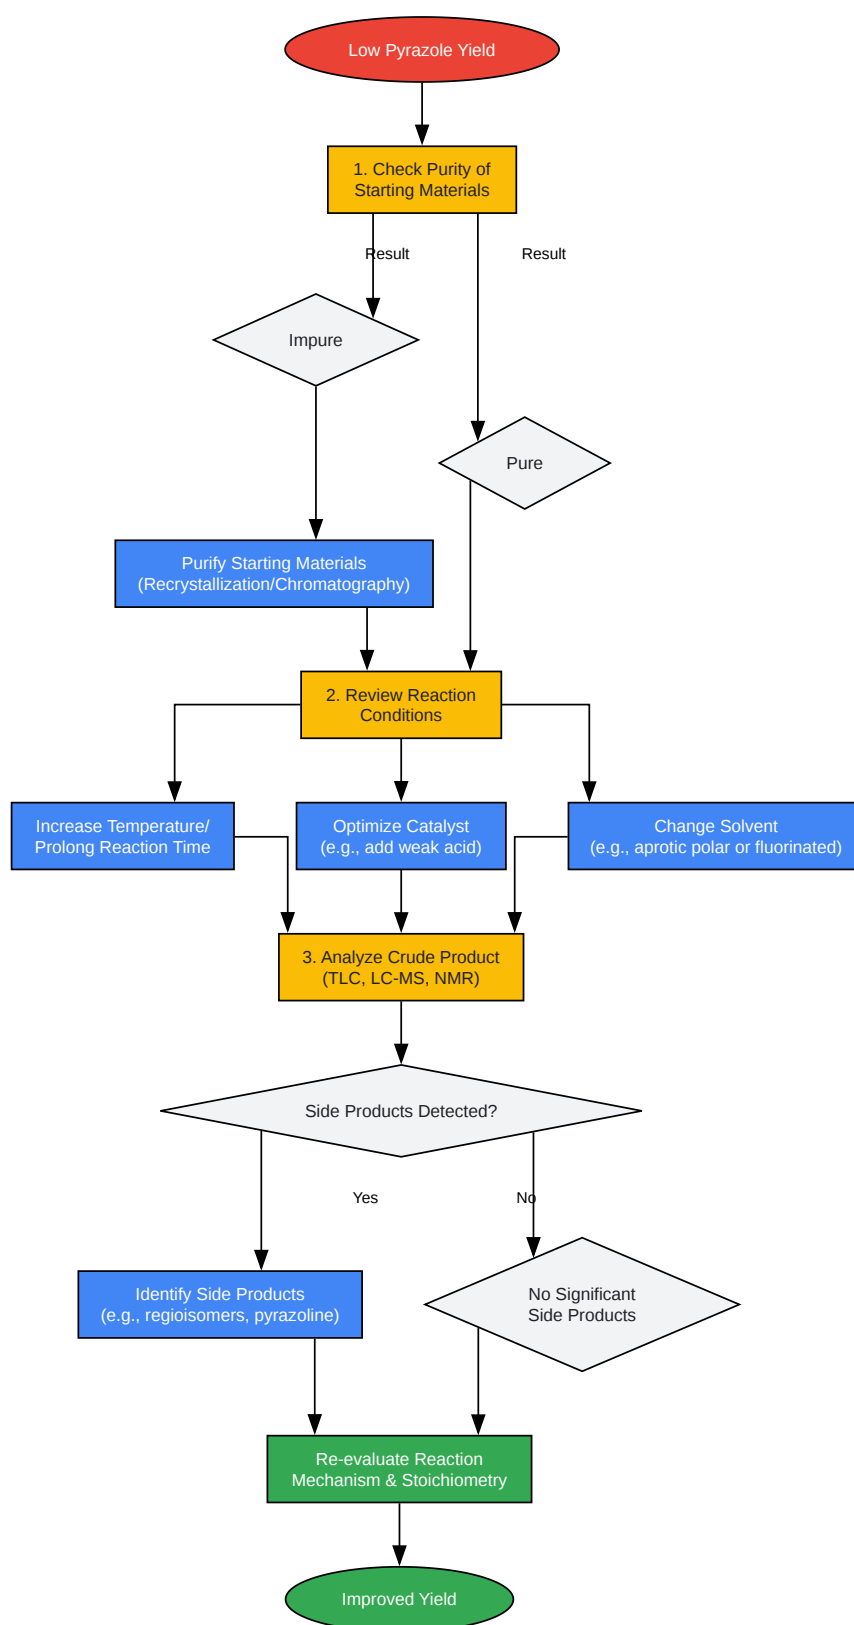 Low Pyrazole Yield
1. Check Purity of
Starting Materials
Result
Result
Impure
Pure
Purify Starting Materials
(Recrystallization/Chromatography)
2. Review Reaction
Conditions
Increase Temperature/
Prolong Reaction Time
Optimize Catalyst
(e.g., add weak acid)
Change Solvent
(e.g., aprotic polar or fluorinated)
3. Analyze Crude Product
(TLC, LC-MS, NMR)
Side Products Detected?
Yes
No
Identify Side Products
(e.g., regioisomers, pyrazoline)
No Significant
Side Products
Re-evaluate Reaction
Mechanism & Stoichiometry
Improved Yield